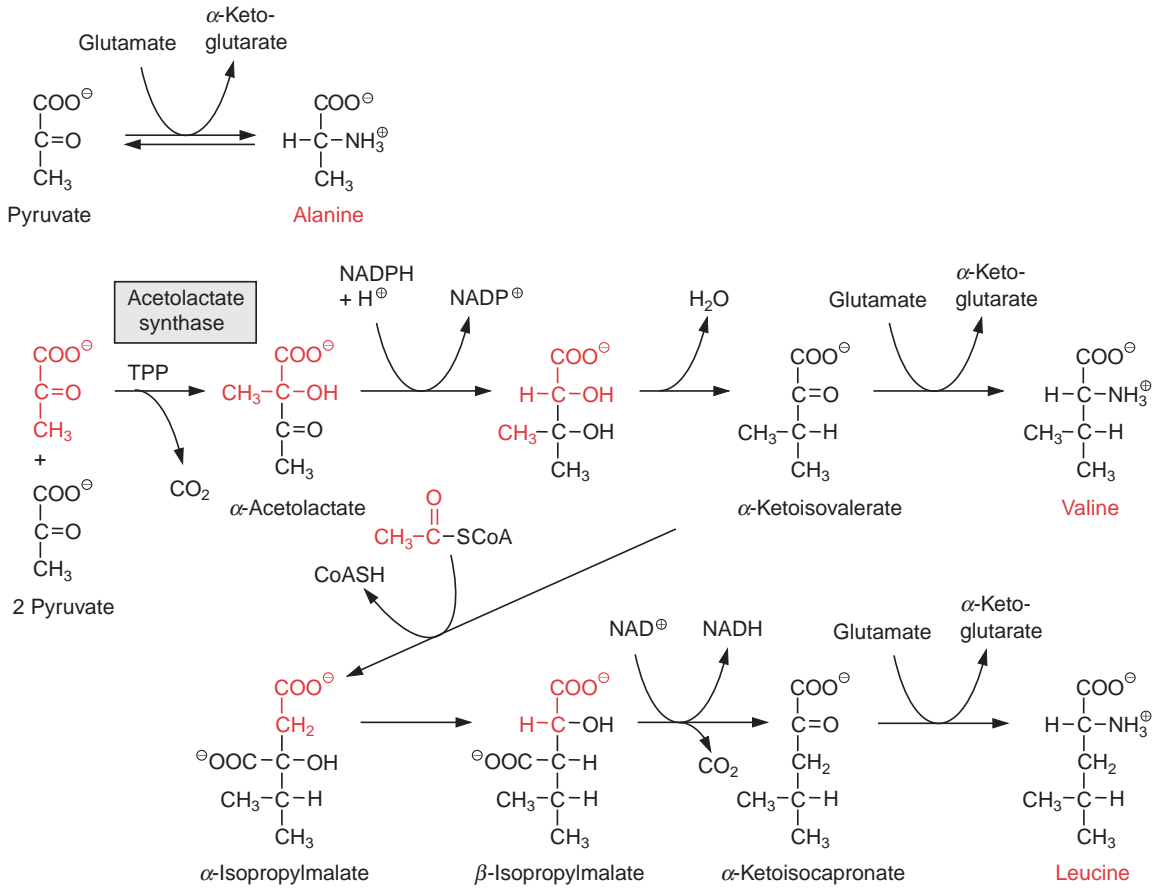 Glutamate
α-Keto-
glutarate
COO⊖
C=O
CH3
Pyruvate
COO⊖
H–C–NH3⊕
CH3
Alanine
Acetolactate
synthase
COO⊖
C=O
CH3
+
COO⊖
C=O
CH3
2 Pyruvate
TPP
CO2
COO⊖
CH3–C–OH
C=O
CH3
α-Acetolactate
NADPH
+ H⊕
NADP⊕
COO⊖
H–C–OH
CH3–C–OH
CH3
H2O
COO⊖
C=O
CH3–C–H
CH3
α-Ketoisovalerate
Glutamate
α-Keto-
glutarate
COO⊖
H–C–NH3⊕
CH3–C–H
CH3
Valine
O
CH3–C–SCoA
CoASH
COO⊖
CH2
⊖OOC–C–OH
CH3–C–H
CH3
α-Isopropylmalate
COO⊖
H–C–OH
⊖OOC–C–H
CH3–C–H
CH3
β-Isopropylmalate
NAD⊕
NADH
CO2
COO⊖
C=O
CH2
CH3–C–H
CH3
α-Ketoisocapronate
Glutamate
α-Keto-
glutarate
COO⊖
H–C–NH3⊕
CH2
CH3–C–H
CH3
Leucine